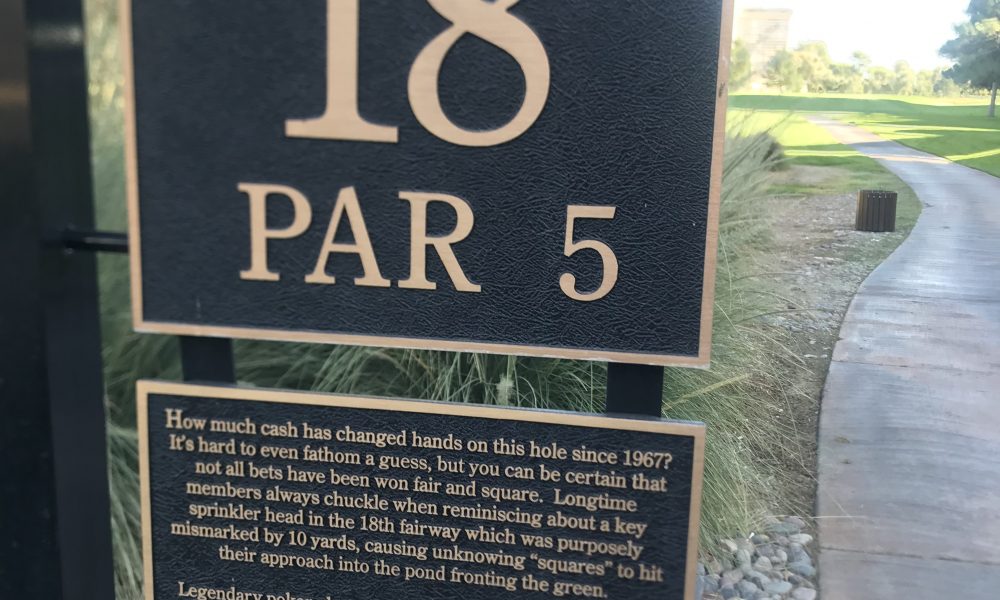 18
PAR 5
How much cash has changed hands on this hole since 1967?
It's hard to even fathom a guess, but you can be certain that
not all bets have been won fair and square. Longtime
members always chuckle when reminiscing about a key
sprinkler head in the 18th fairway which was purposely
mismarked by 10 yards, causing unknowing “squares” to hit
their approach into the pond fronting the green.
Legendary